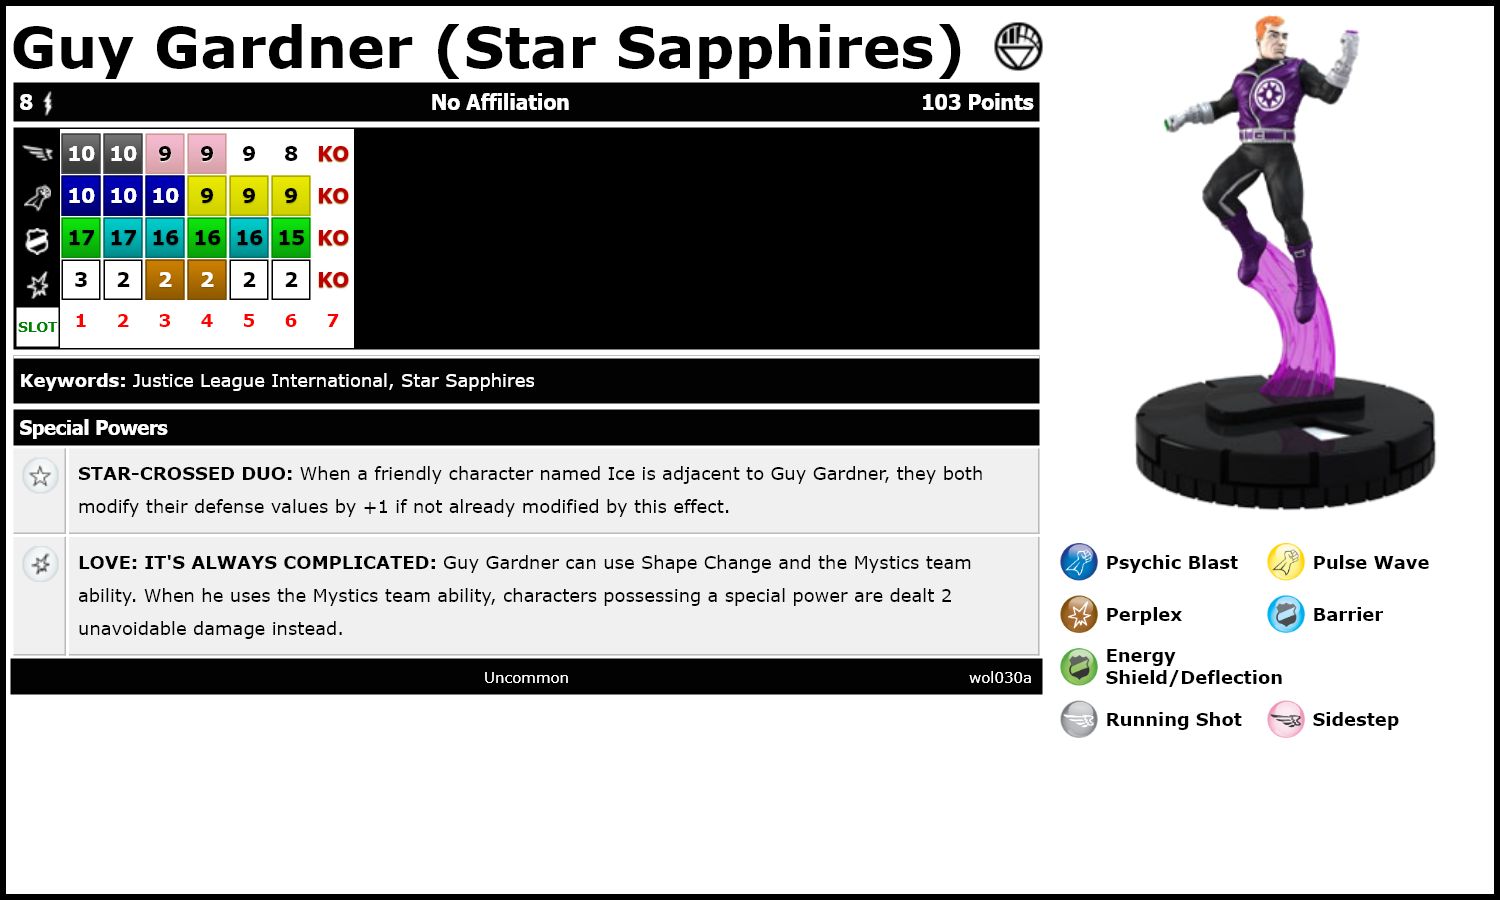 Guy Gardner (Star Sapphires)
8 No Affiliation 103 Points
10 10 9 9 9 8 KO
10 10 10 9 9 9 KO
17 17 16 16 16 15 KO
3 2 2 2 2 2 KO
SLOT 1 2 3 4 5 6 7
Keywords: Justice League International, Star Sapphires
Special Powers
STAR-CROSSED DUO: When a friendly character named Ice is adjacent to Guy Gardner, they both
modify their defense values by +1 if not already modified by this effect.
LOVE: IT'S ALWAYS COMPLICATED: Guy Gardner can use Shape Change and the Mystics team
ability. When he uses the Mystics team ability, characters possessing a special power are dealt 2
unavoidable damage instead.
Uncommon wol030a
Psychic Blast Pulse Wave
Perplex Barrier
Energy
Shield/Deflection
Running Shot Sidestep